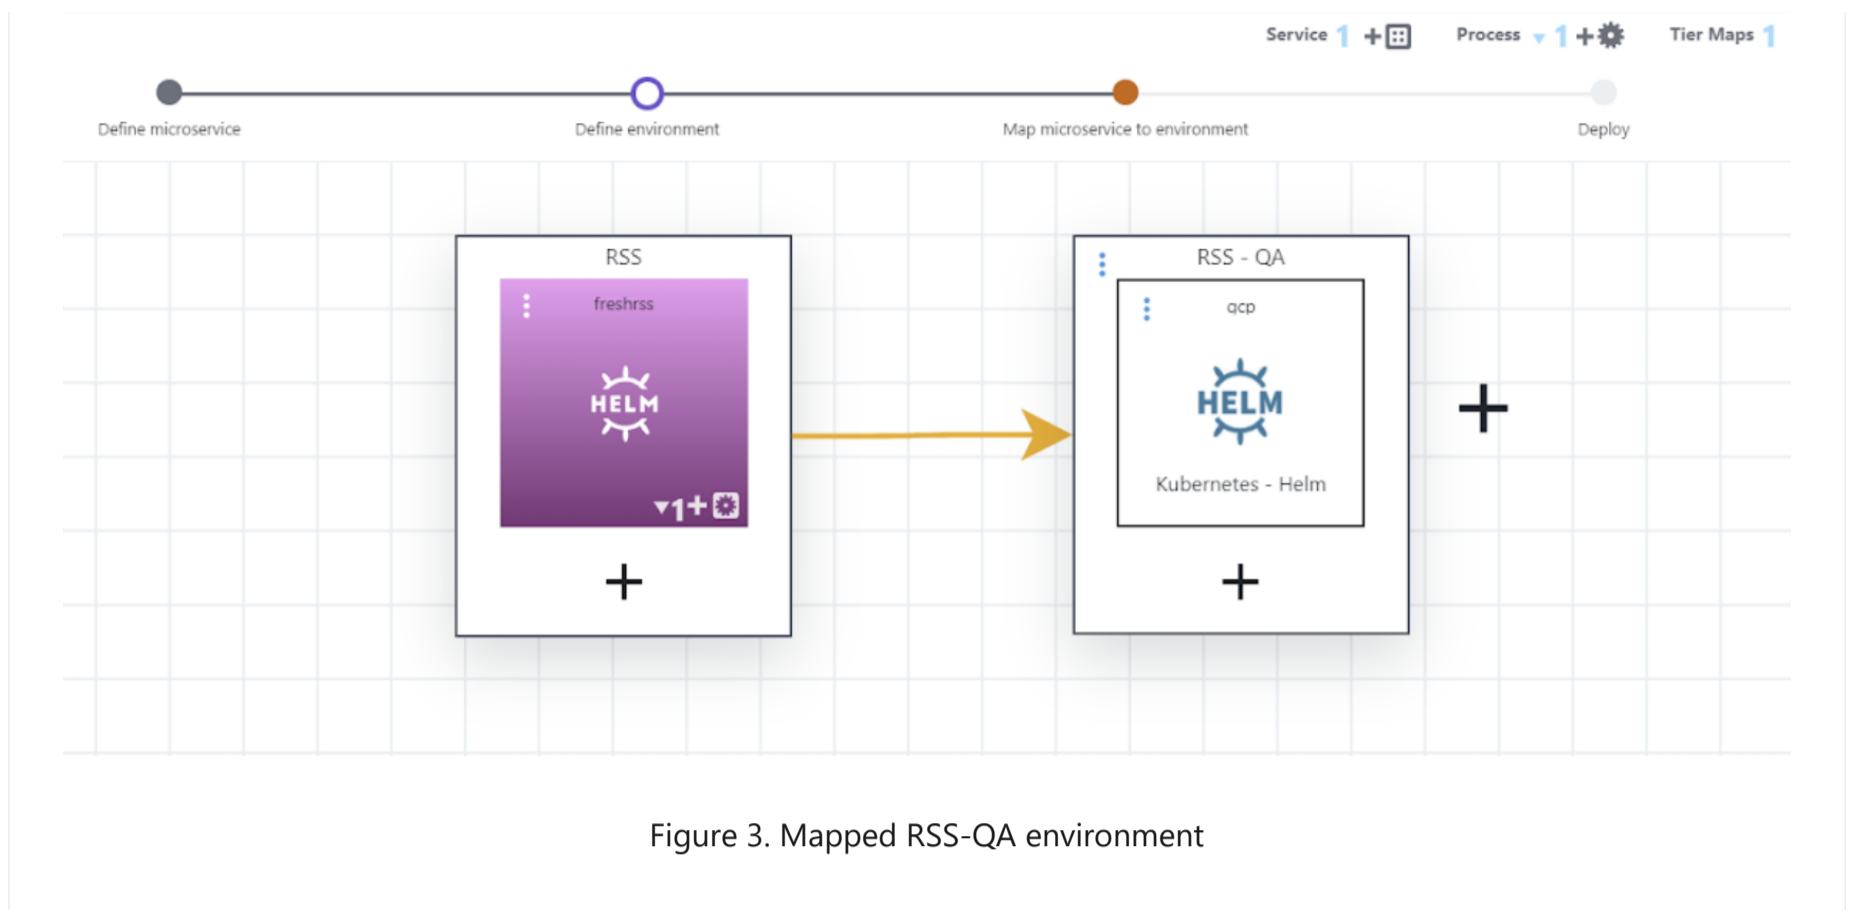 Service 1 + Process 1 + Tier Maps 1
Define microservice
Define environment
Map microservice to environment
Deploy
RSS
freshrss
HELM
1+
+
RSS - QA
qcp
HELM
Kubernetes - Helm
+
+
Figure 3. Mapped RSS-QA environment